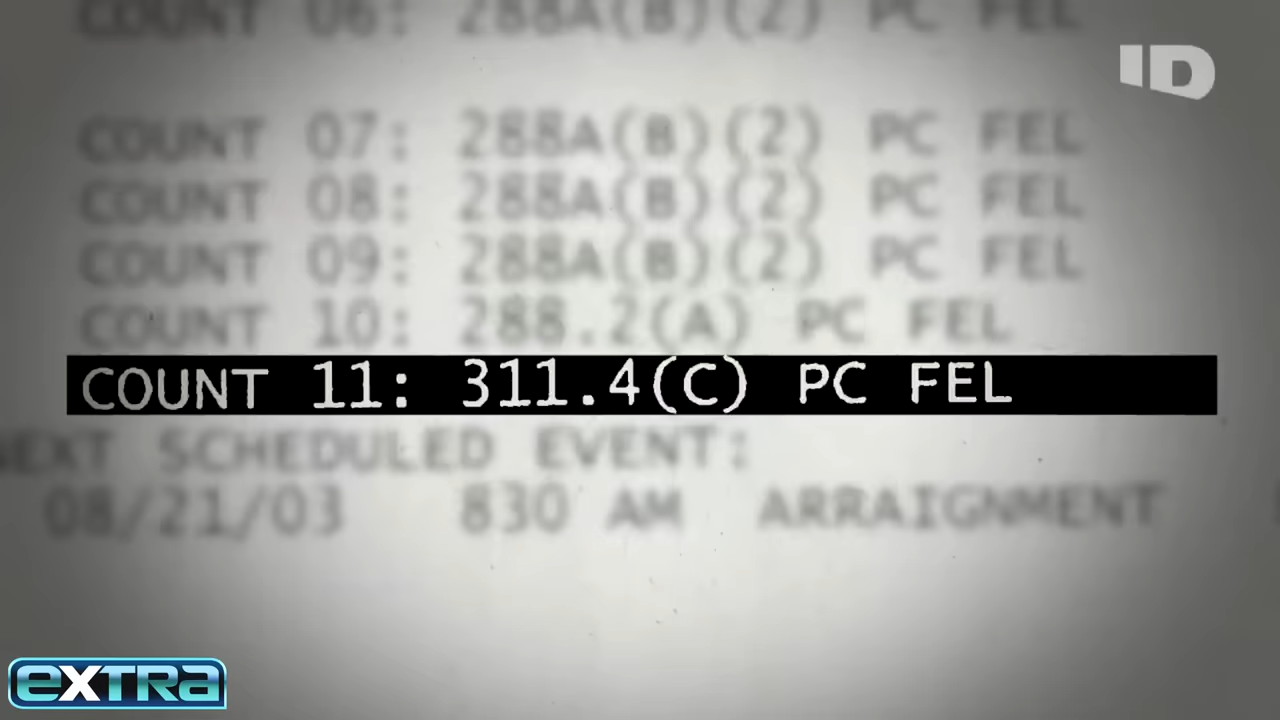 COUNT 06: 288A(B)(2) PC FEL
ID
COUNT 07: 288A(B)(2) PC FEL
COUNT 08: 288A(B)(2) PC FEL
COUNT 09: 288A(B)(2) PC FEL
COUNT 10: 288.2(A) PC FEL
COUNT 11: 311.4(C) PC FEL
NEXT SCHEDULED EVENT:
08/21/03 830 AM ARRAIGNMENT
extra